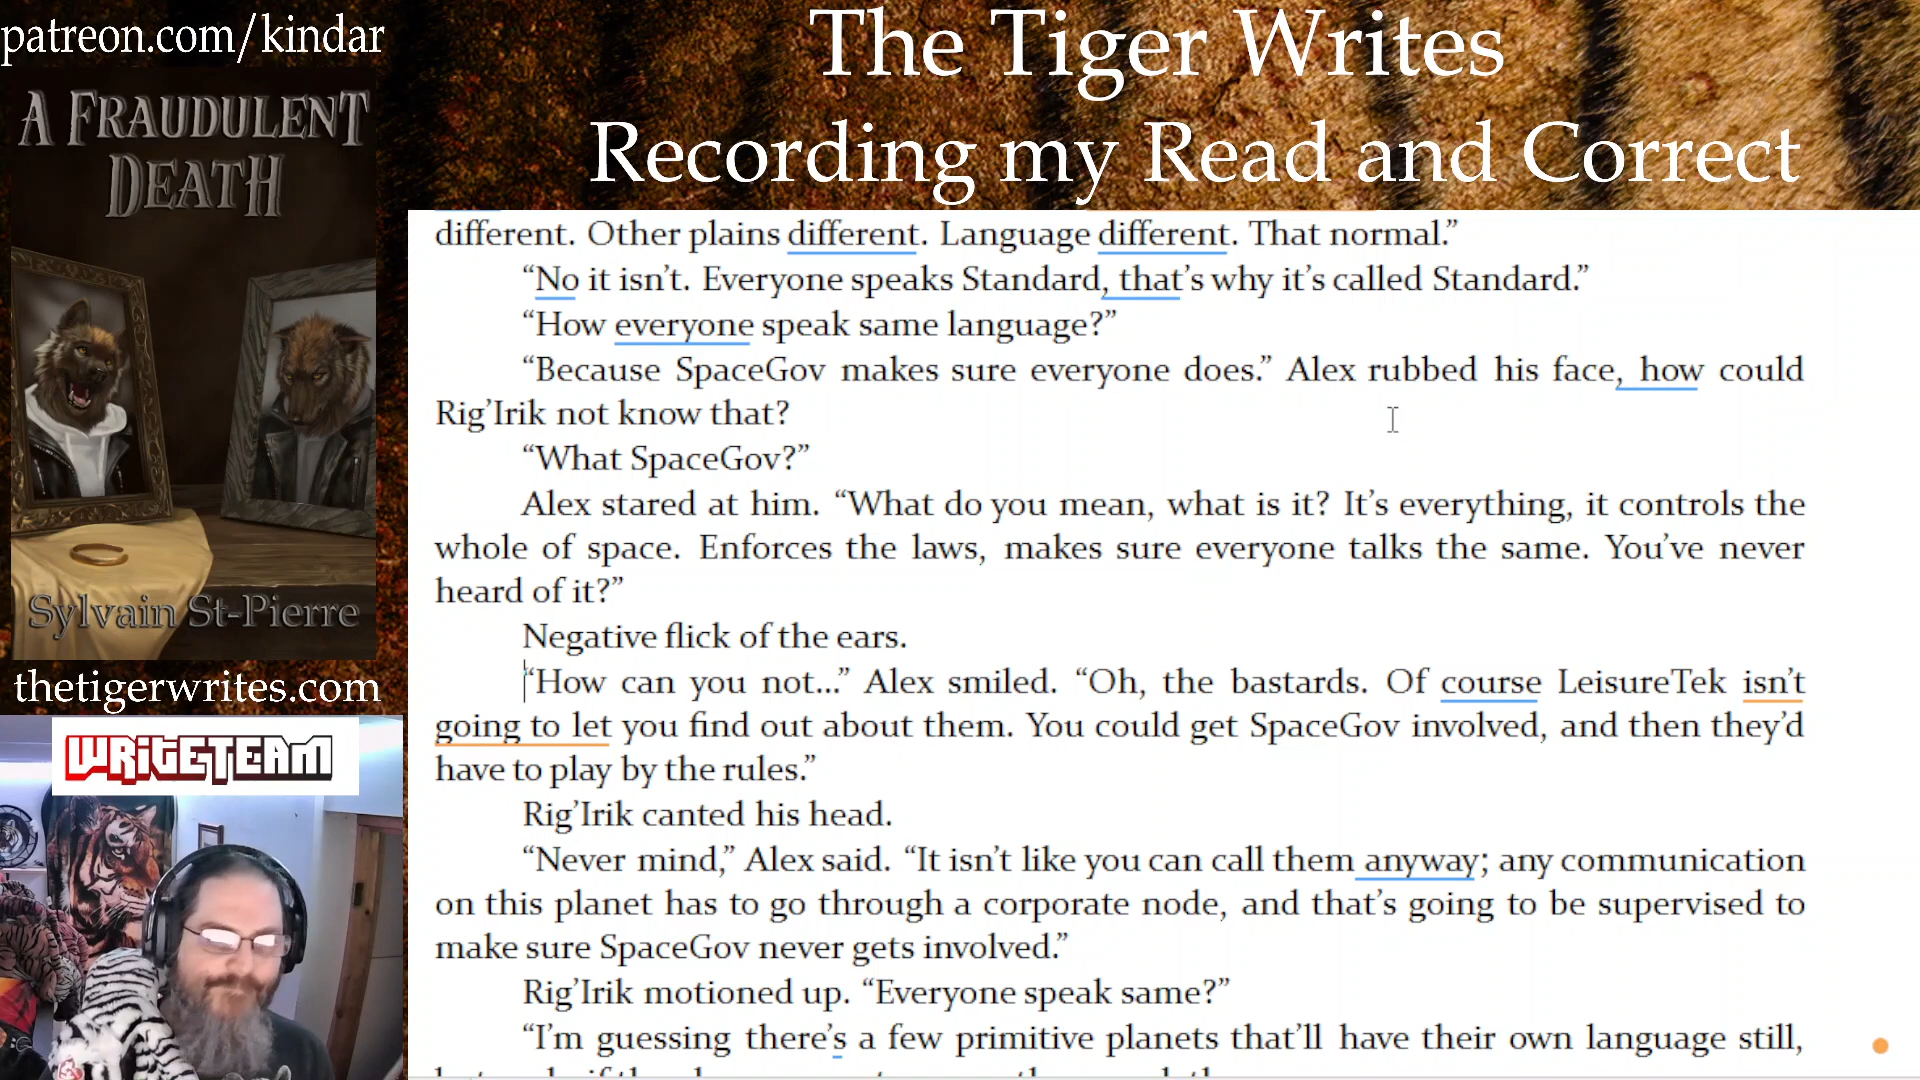 patreon.com/kindar
The Tiger Writes
Recording my Read and Correct
A FRAUDULENT
DEATH
Sylvain St-Pierre
thetigerwrites.com
WRITETEAM
different. Other plains different. Language different. That normal.”
“No it isn’t. Everyone speaks Standard, that’s why it’s called Standard.”
“How everyone speak same language?”
“Because SpaceGov makes sure everyone does.” Alex rubbed his face, how could
Rig’Irik not know that?
“What SpaceGov?”
Alex stared at him. “What do you mean, what is it? It’s everything, it controls the
whole of space. Enforces the laws, makes sure everyone talks the same. You’ve never
heard of it?”
Negative flick of the ears.
“How can you not...” Alex smiled. “Oh, the bastards. Of course LeisureTek isn’t
going to let you find out about them. You could get SpaceGov involved, and then they’d
have to play by the rules.”
Rig’Irik canted his head.
“Never mind,” Alex said. “It isn’t like you can call them anyway; any communication
on this planet has to go through a corporate node, and that’s going to be supervised to
make sure SpaceGov never gets involved.”
Rig’Irik motioned up. “Everyone speak same?”
“I’m guessing there’s a few primitive planets that’ll have their own language still,